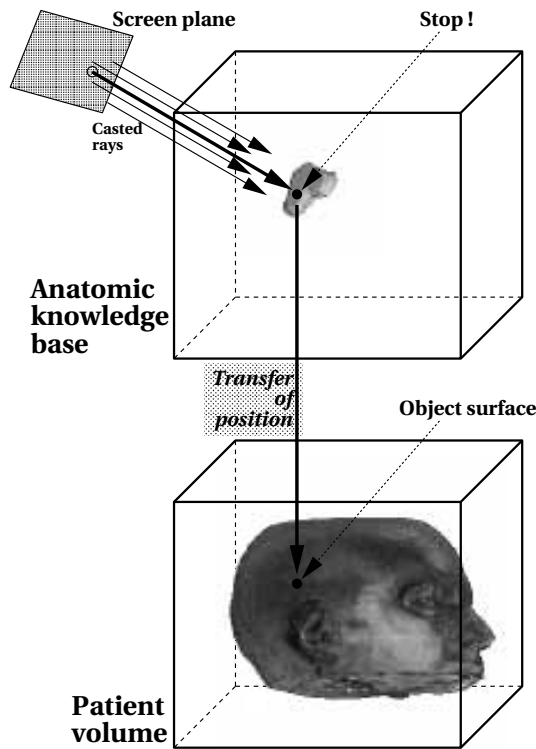 Screen plane
Stop !
Casted
rays
Anatomic
knowledge
base
Transfer
of
position
Object surface
Patient
volume